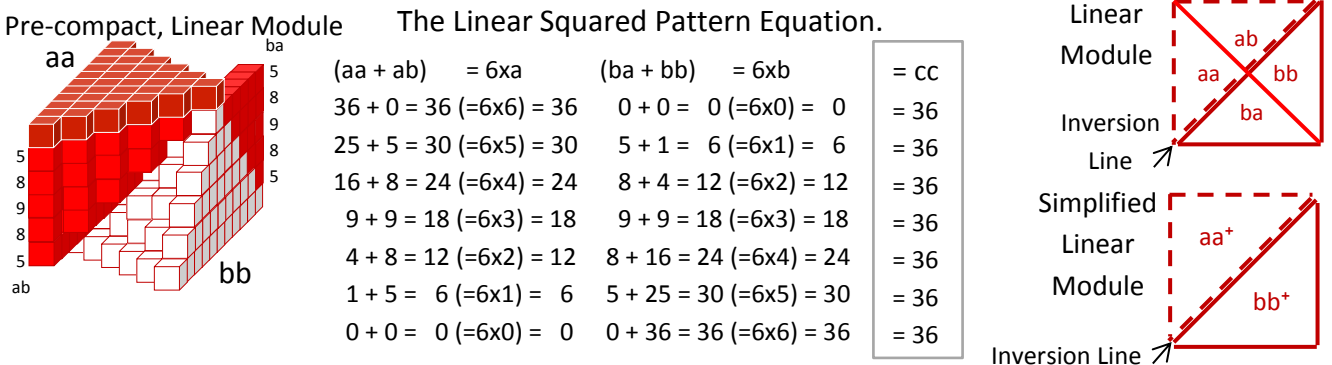 Pre-compact, Linear Module
aa
ba
5
8
9
8
5
5
8
9
8
5
ab
bb
The Linear Squared Pattern Equation.
(aa + ab) = 6xa (ba + bb) = 6xb = cc
36 + 0 = 36 (=6x6) = 36 0 + 0 = 0 (=6x0) = 0 = 36
25 + 5 = 30 (=6x5) = 30 5 + 1 = 6 (=6x1) = 6 = 36
16 + 8 = 24 (=6x4) = 24 8 + 4 = 12 (=6x2) = 12 = 36
9 + 9 = 18 (=6x3) = 18 9 + 9 = 18 (=6x3) = 18 = 36
4 + 8 = 12 (=6x2) = 12 8 + 16 = 24 (=6x4) = 24 = 36
1 + 5 = 6 (=6x1) = 6 5 + 25 = 30 (=6x5) = 30 = 36
0 + 0 = 0 (=6x0) = 0 0 + 36 = 36 (=6x6) = 36 = 36
Linear
Module
ab
aa bb
ba
Inversion
Line
Simplified
Linear
Module
aa⁺
bb⁺
Inversion Line